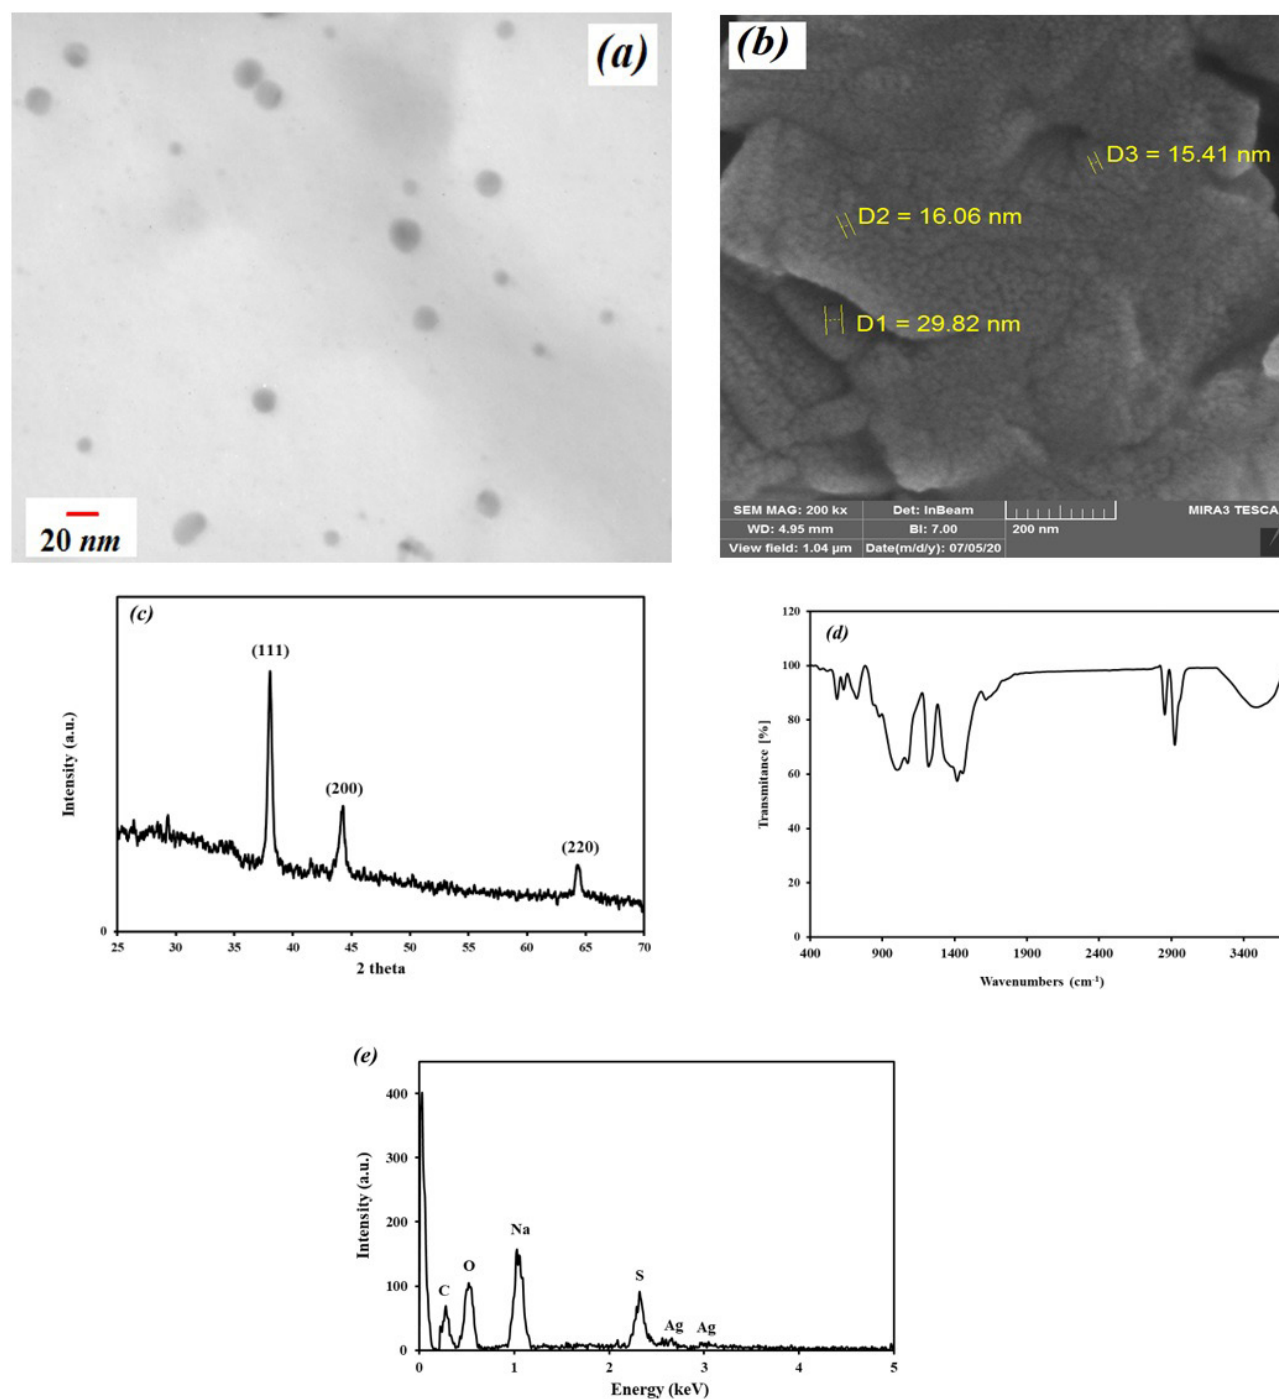 (a)
20 nm
(b)
D3 = 15.41 nm
D2 = 16.06 nm
D1 = 29.82 nm
SEM MAG: 200 kx Det: InBeam MIRA3 TESCA
WD: 4.95 mm BI: 7.00 200 nm
View field: 1.04 µm Date(m/d/y): 07/05/20
(c)
(111)
(200)
(220)
Intensity (a.u.)
0
25 30 35 40 45 50 55 60 65 70
2 theta
(d)
120
100
80
60
40
20
0
Transmitance [%]
400 900 1400 1900 2400 2900 3400
Wavenumbers (cm⁻¹)
(e)
400
300
200
100
0
Intensity (a.u.)
C
O
Na
S
Ag
Ag
0 1 2 3 4 5
Energy (keV)